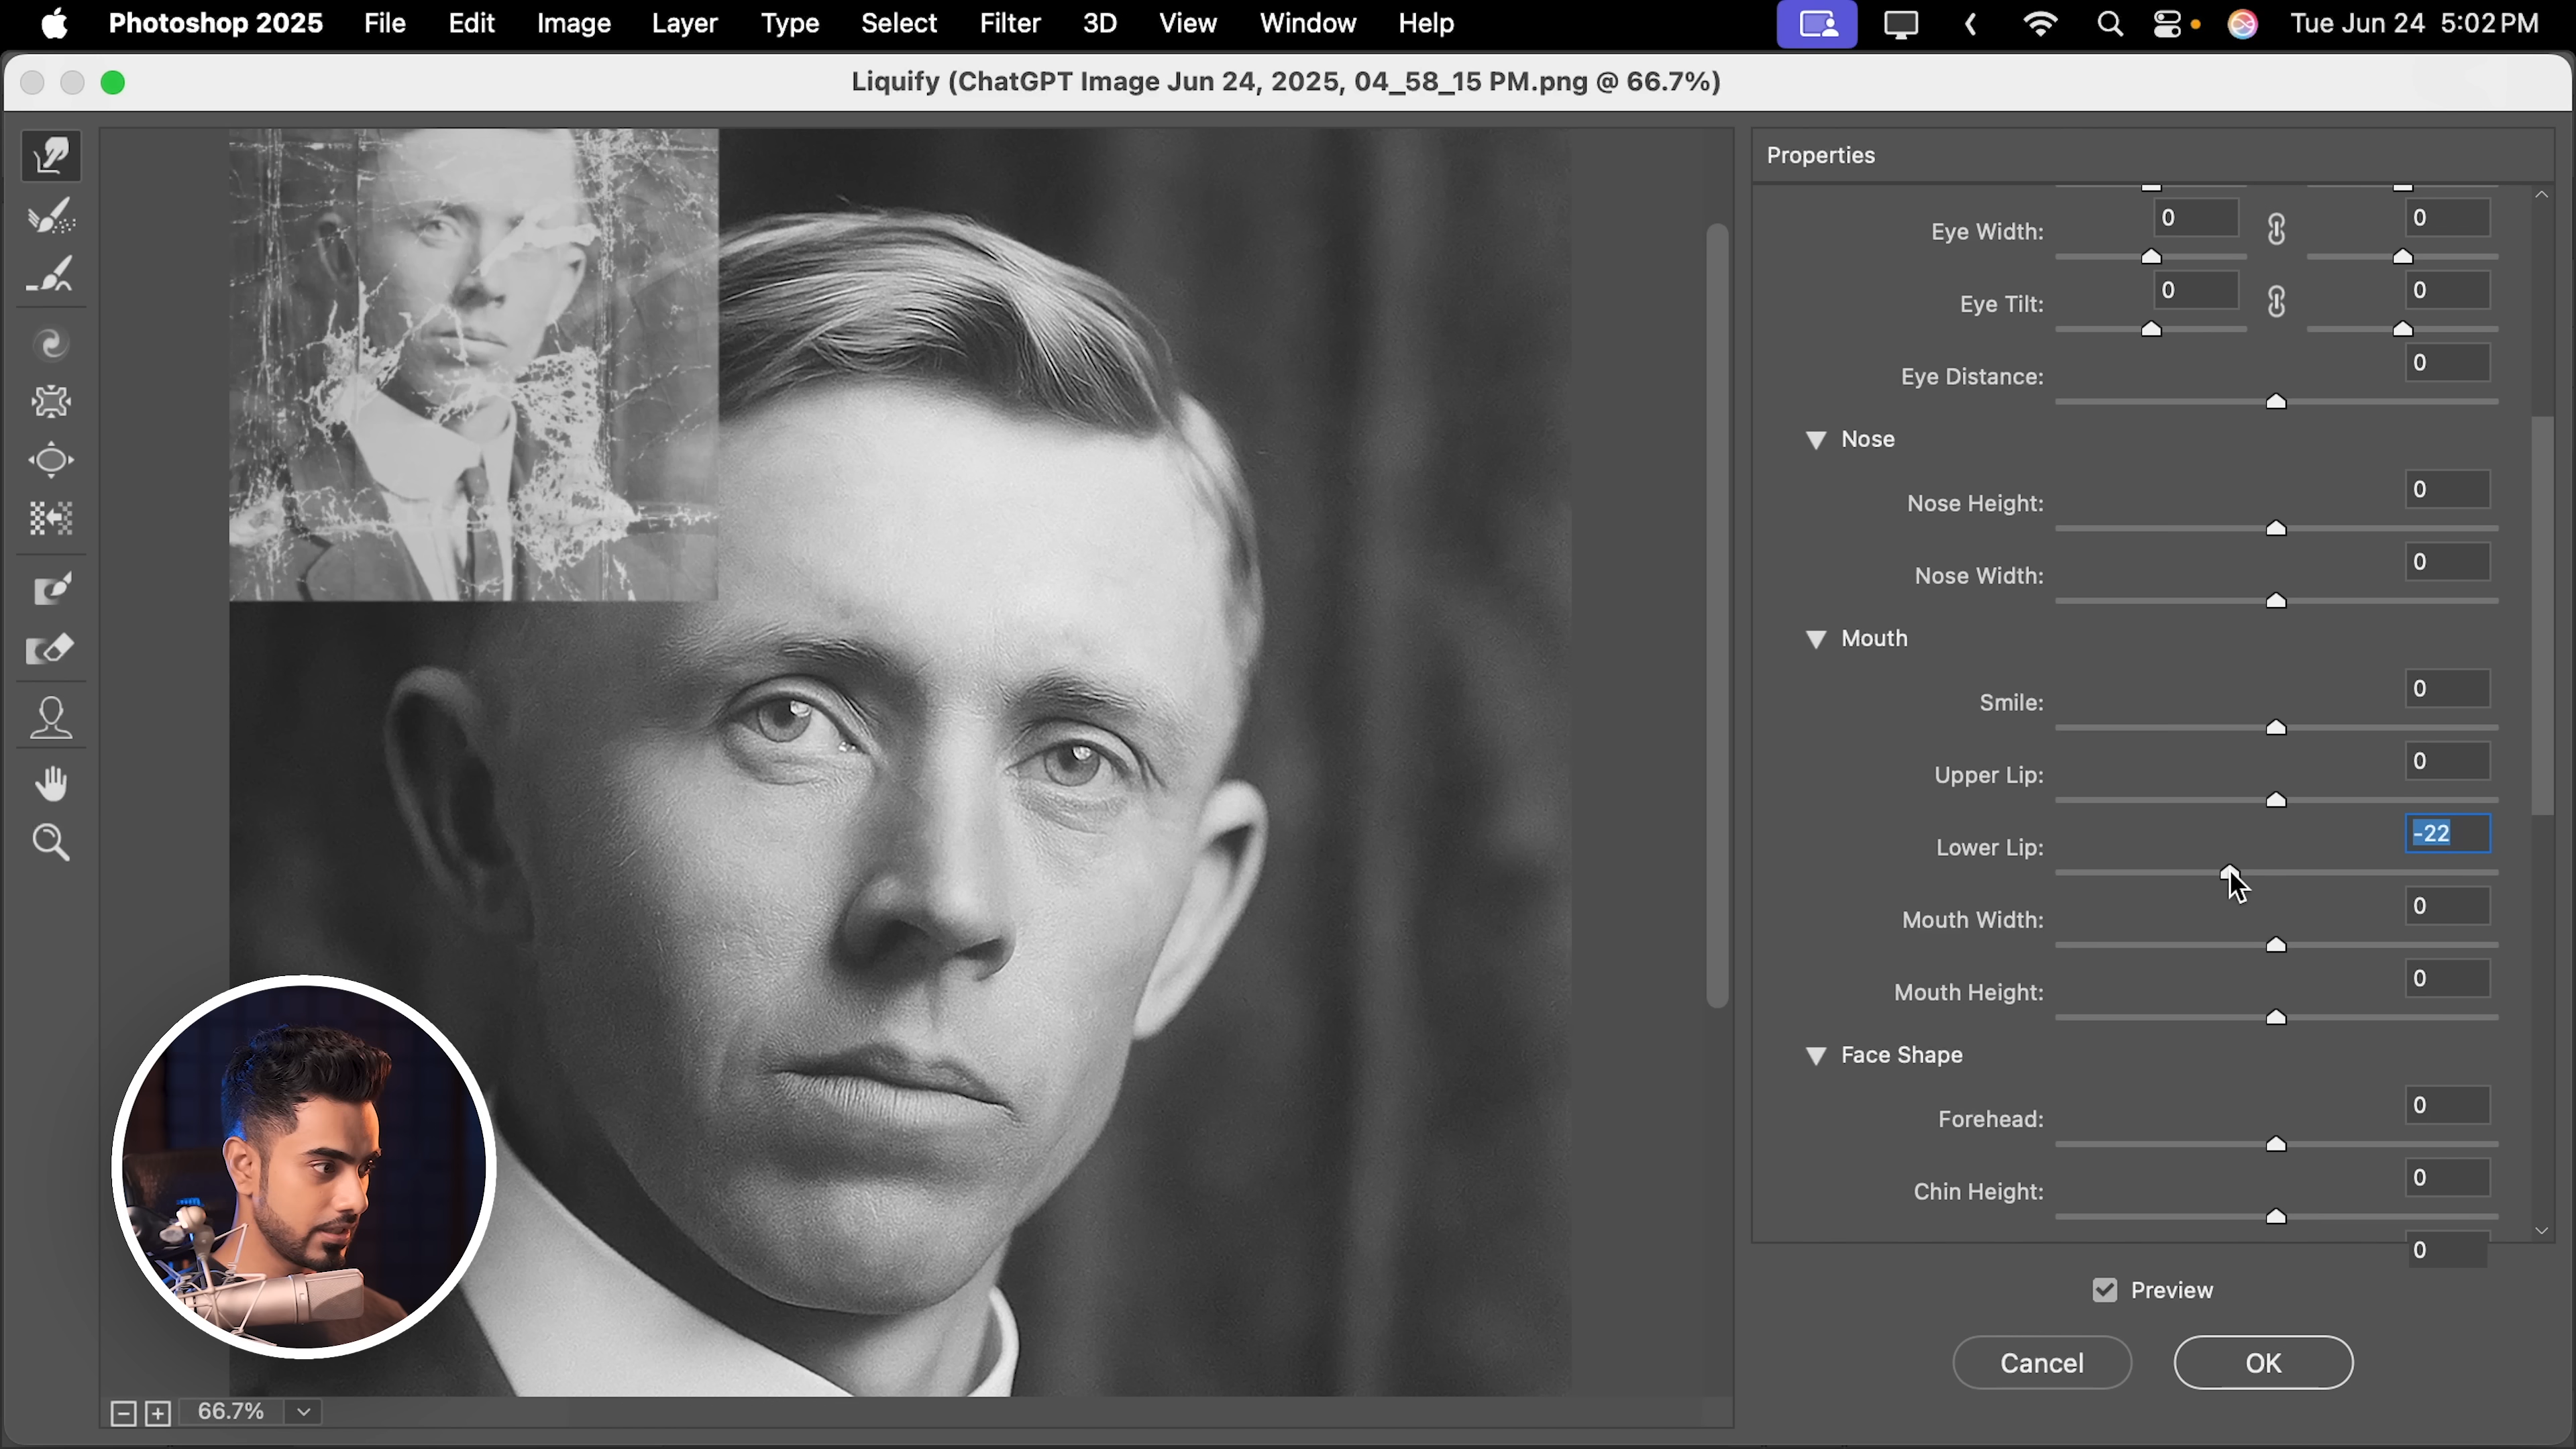 Photoshop 2025 File Edit Image Layer Type Select Filter 3D View Window Help Tue Jun 24 5:02 PM
Liquify (ChatGPT Image Jun 24, 2025, 04_58_15 PM.png @ 66.7%)
Properties
Eye Width: 0 0
Eye Tilt: 0 0
Eye Distance: 0
Nose
Nose Height: 0
Nose Width: 0
Mouth
Smile: 0
Upper Lip: 0
Lower Lip: -22
Mouth Width: 0
Mouth Height: 0
Face Shape
Forehead: 0
Chin Height: 0
0
Preview
Cancel OK
66.7%